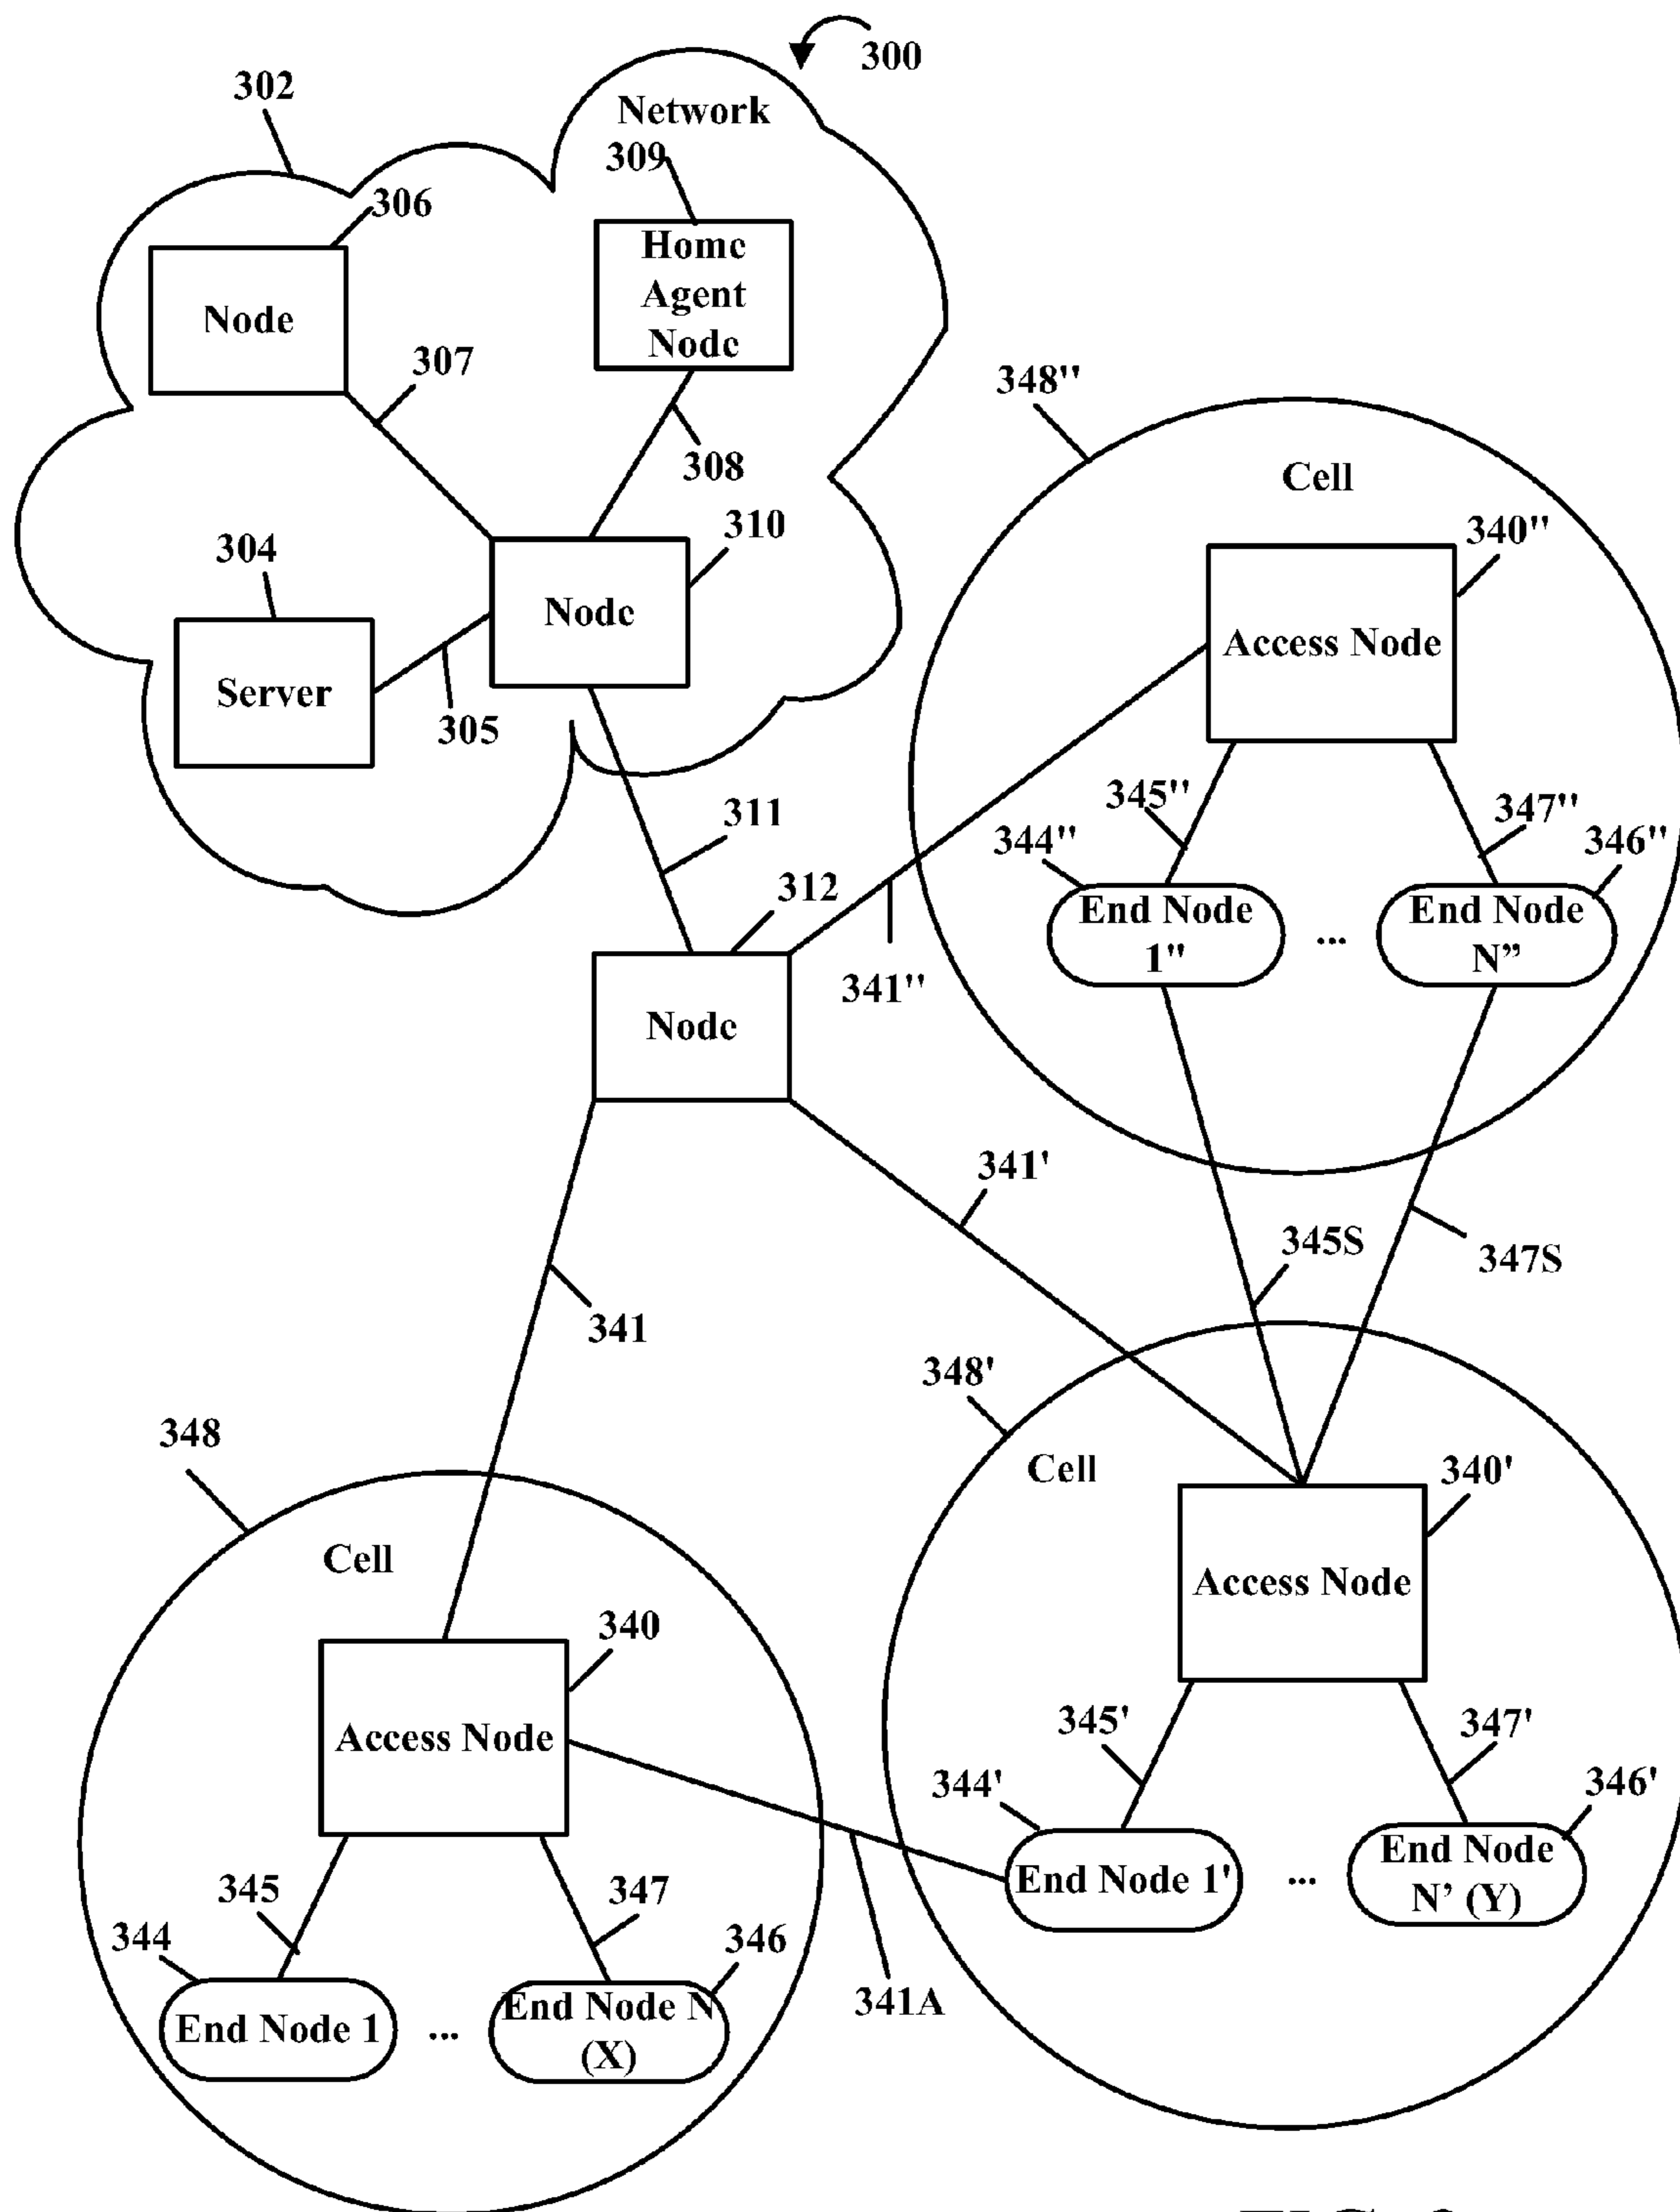 300
302
Network
309
306
Home
Agent
Node
Node
307
308
348''
Cell
310
340''
304
Node
Access Node
Server
305
345''
347''
311
344''
346''
312
End Node
1"
...
End Node
N”
341''
Node
341'
345S
347S
341
348'
348
Cell
340'
Cell
340
Access Node
Access Node
345'
347'
344'
346'
End Node 1'
...
End Node
N’ (Y)
345
347
344
346
341A
End Node 1
...
End Node N
(X)